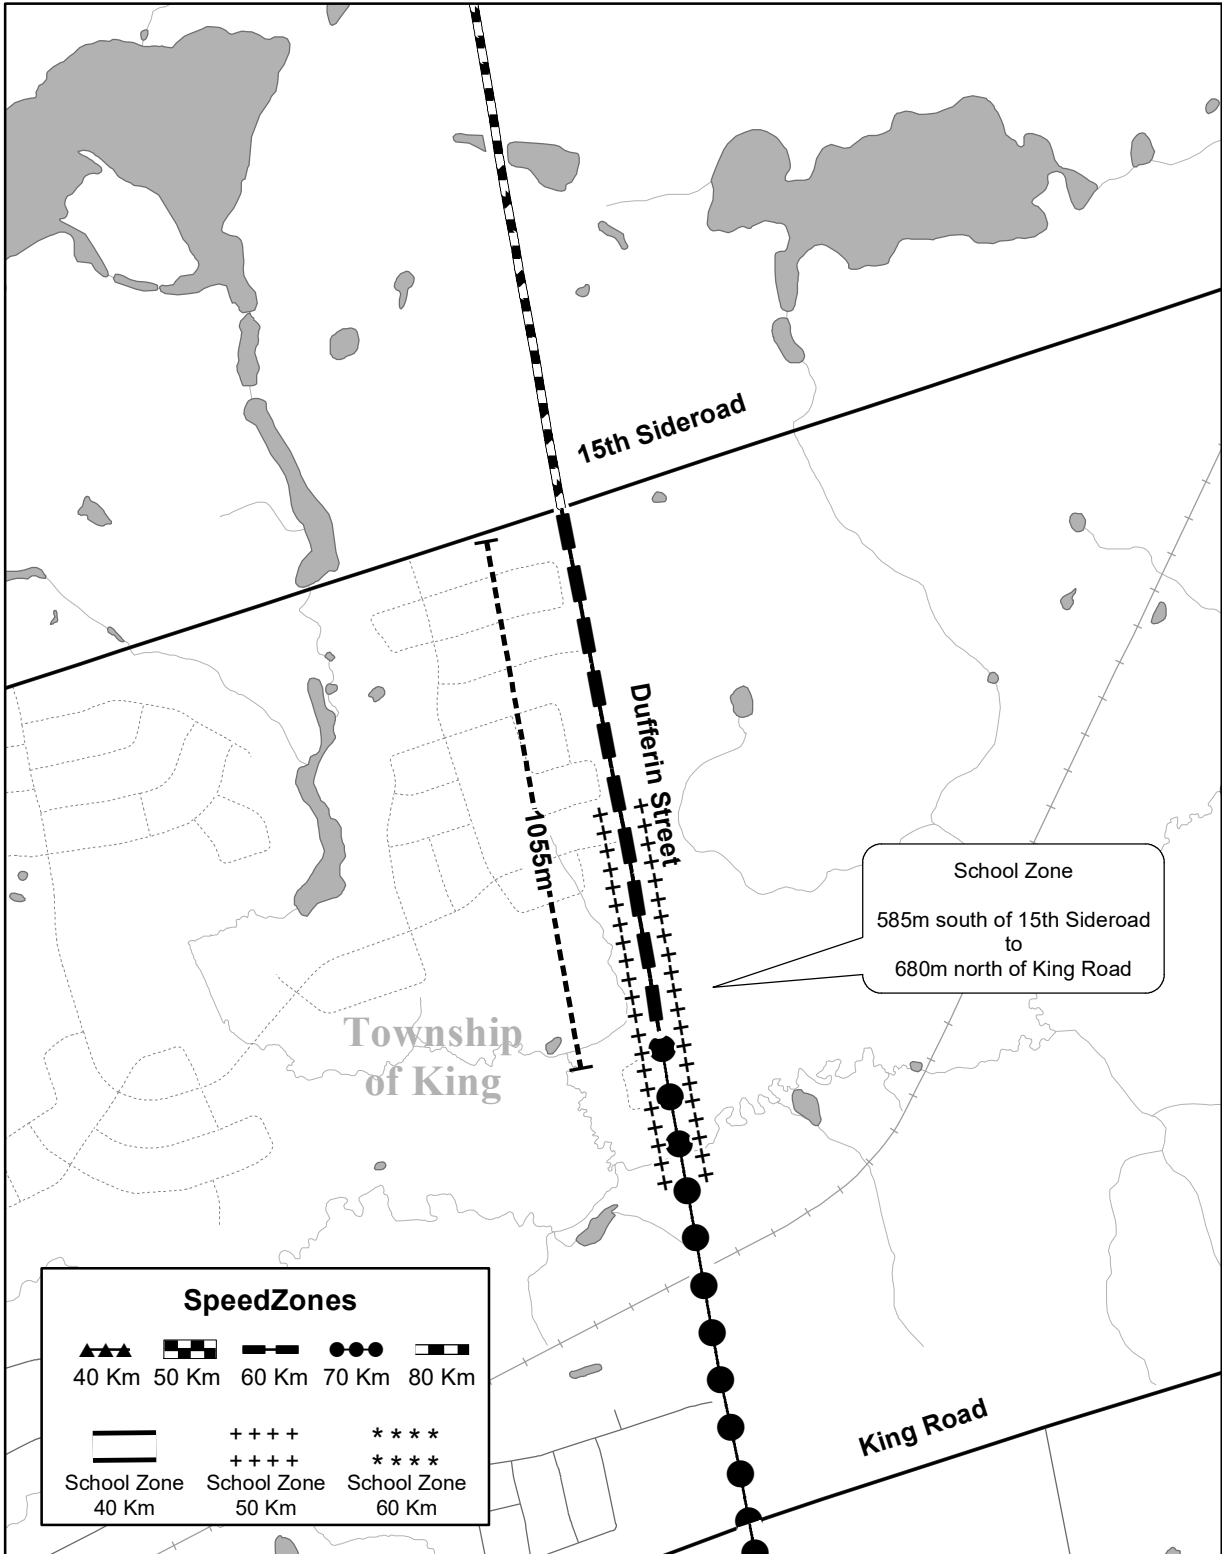 15th Sideroad
Dufferin Street
1055m
School Zone
585m south of 15th Sideroad
to
680m north of King Road
Township
of King
King Road
SpeedZones
40 Km 50 Km 60 Km 70 Km 80 Km
School Zone School Zone School Zone
40 Km 50 Km 60 Km